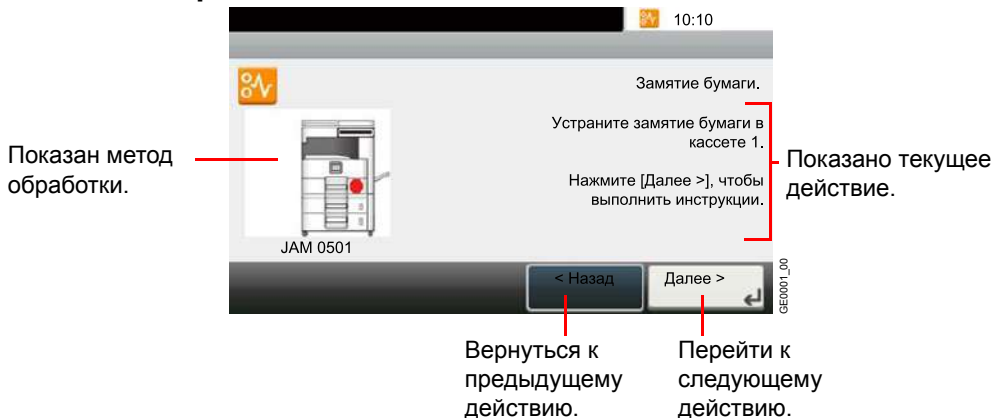 10:10
Замятие бумаги.
Устраните замятие бумаги в
кассете 1.
Нажмите [Далее >], чтобы
выполнить инструкции.
JAM 0501
< Назад
Далее >
GE0001_00
Показан метод
обработки.
Показано текущее
действие.
Вернуться к
предыдущему
действию.
Перейти к
следующему
действию.